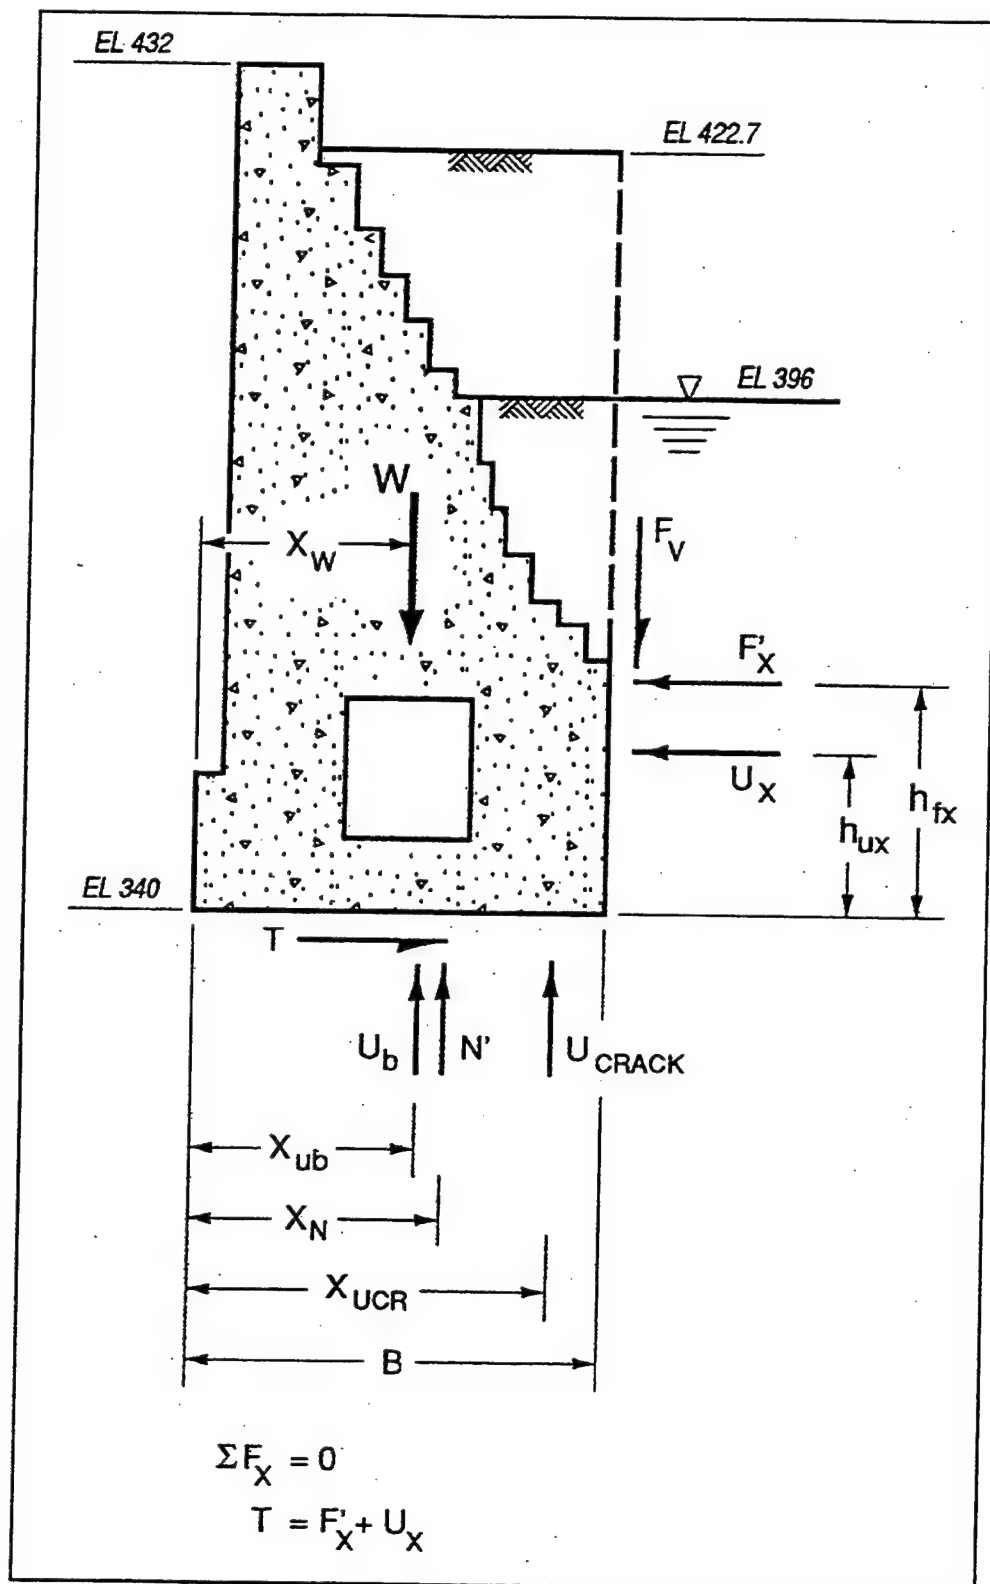 EL 432
EL 422.7
EL 396
W
X_W
F_V
F'_X
U_X
h_fx
h_ux
EL 340
T
U_b
N'
U_CRACK
X_ub
X_N
X_UCR
B
ΣF_X = 0
T = F'_X + U_X